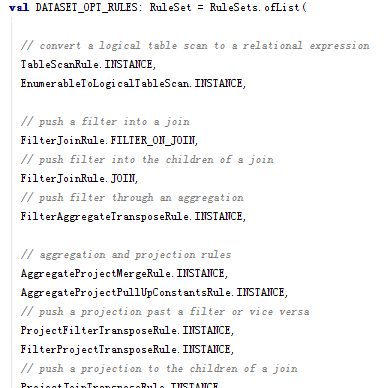 val DATASET_OPT_RULES: RuleSet = RuleSets.ofList(
// convert a logical table scan to a relational expression
TableScanRule.INSTANCE,
EnumerableToLogicalTableScan.INSTANCE,
// push a filter into a join
FilterJoinRule.FILTER_ON_JOIN,
// push filter into the children of a join
FilterJoinRule.JOIN,
// push filter through an aggregation
FilterAggregateTransposeRule.INSTANCE,
// aggregation and projection rules
AggregateProjectMergeRule.INSTANCE,
AggregateProjectPullUpConstantsRule.INSTANCE,
// push a projection past a filter or vice versa
ProjectFilterTransposeRule.INSTANCE,
FilterProjectTransposeRule.INSTANCE,
// push a projection to the children of a join
ProjectJoinTransposeRule.INSTANCE